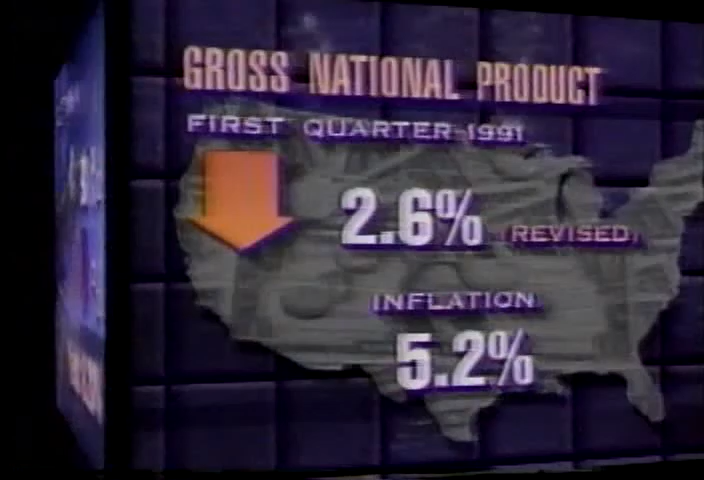 GROSS NATIONAL PRODUCT
FIRST QUARTER-1991
2.6% (REVISED)
INFLATION
5.2%